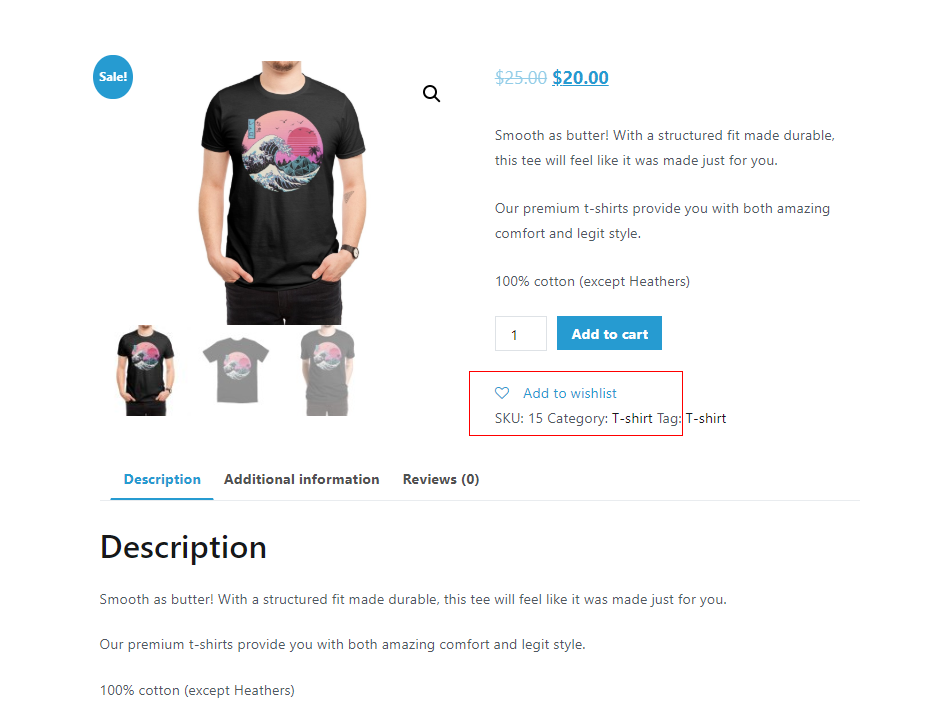 Sale!
$25.00 $20.00
Smooth as butter! With a structured fit made durable,
this tee will feel like it was made just for you.
Our premium t-shirts provide you with both amazing
comfort and legit style.
100% cotton (except Heathers)
1
Add to cart
Add to wishlist
SKU: 15 Category: T-shirt Tag: T-shirt
Description
Additional information
Reviews (0)
Description
Smooth as butter! With a structured fit made durable, this tee will feel like it was made just for you.
Our premium t-shirts provide you with both amazing comfort and legit style.
100% cotton (except Heathers)